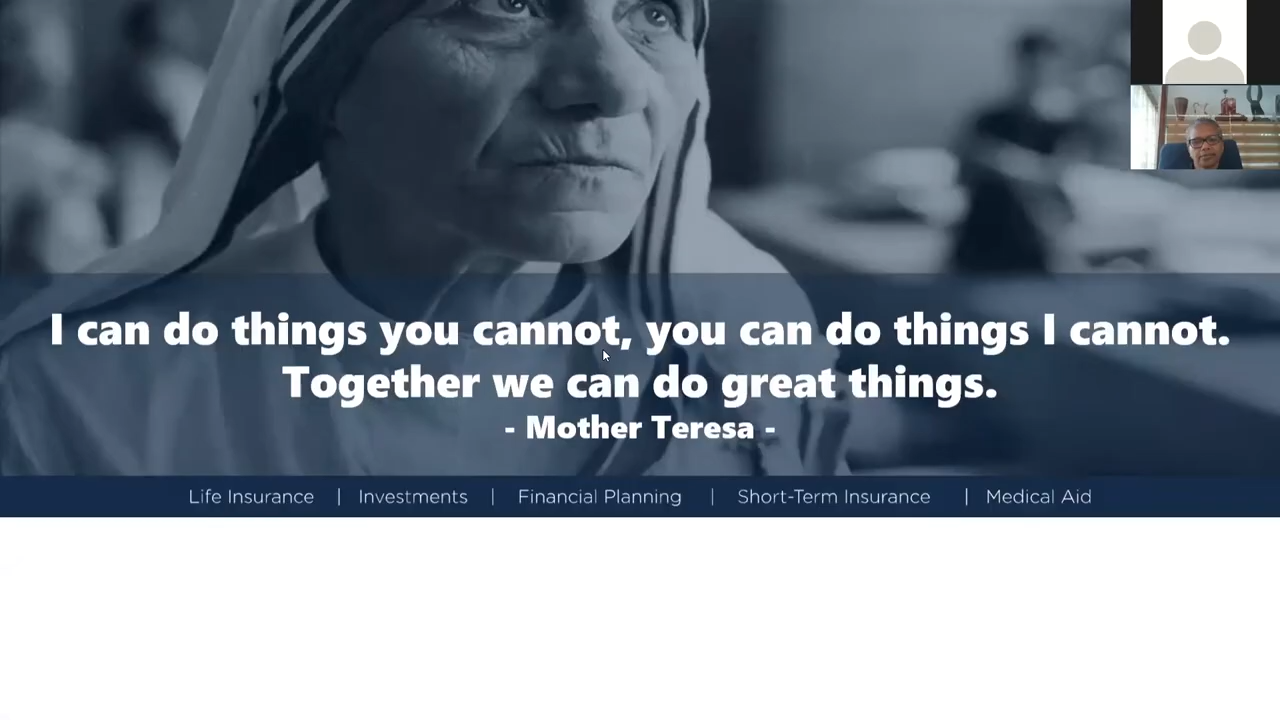 I can do things you cannot, you can do things I cannot.
Together we can do great things.
- Mother Teresa -
Life Insurance | Investments | Financial Planning | Short-Term Insurance | Medical Aid